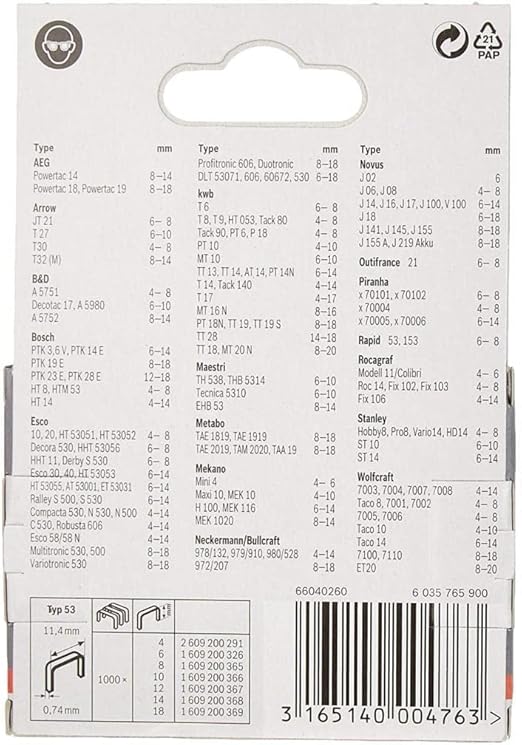 21
PAP
Type mm
AEG
Powertac 14 8–14
Powertac 18, Powertac 19 8–18
Arrow
JT 21 6– 8
T 27 6–10
T30 4– 8
T32 (M) 8–14
B&D
A 5751 4– 8
Decotac 17, A 5980 6–10
A 5752 8–14
Bosch
PTK 3,6 V, PTK 14 E 6–14
PTK 19 E 8–18
PTK 23 E, PTK 28 E 12–18
HT 8, HTM 53 4– 8
HT 14 4–14
Esco
10, 20, HT 53051, HT 53052 4– 8
Decora 530, HHT 53056 6– 8
HHT 11, Derby S 530 6– 8
Esco 30, 40, HT 53053 6–14
HT 53055, AT 53001, ET 53031 6–14
Ralley S 500, S 530 6–14
Compacta 530, N 530, N 500 4–14
C 530, Robusta 606 4–14
Esco 58/58 N 4–14
Multitronic 530, 500 8–18
Variotronic 530 8–18
Type mm
Profitronic 606, Duotronic 8–18
DLT 53071, 606, 60672, 530 6–18
kwb
T 6 6– 8
T 8, T 9, HT 053, Tack 80 4– 8
Tack 90, PT 6, P 18 4– 8
PT 10 4–10
MT 10 6–10
TT 13, TT 14, AT 14, PT 14N 6–14
T 14, Tack 140 4–14
T 17 4–17
MT 16 N 8–16
PT 18N, TT 19, TT 19 S 8–18
TT 28 14–18
TT 18, MT 20 N 8–20
Maestri
TH 538, THB 5314 6–10
Tecnica 5310 6–10
EHB 53 8–14
Metabo
TAE 1819, TAE 1919 8–18
TAE 2019, TAM 2020, TAA 19 8–18
Mekano
Mini 4 4– 6
Maxi 10, MEK 10 4–10
H 100, MEK 116 6–14
MEK 1020 8–14
Neckermann/Bullcraft
978/132, 979/910, 980/528 4–14
972/207 8–18
Type mm
Novus
J 02 6
J 06, J 08 4– 8
J 14, J 16, J 17, J 100, V 100 6–14
J 18 6–18
J 141, J 145, J 155 8–18
J 155 A, J 219 Akku 8–18
Outifrance 21 6– 8
Piranha
x 70101, x 70102 6– 8
x 70004 4– 8
x 70005, x 70006 6–14
Rapid 53, 153 6– 8
Rocagraf
Modell 11/Colibri 4– 6
Roc 14, Fix 102, Fix 103 4– 8
Fix 106 4–14
Stanley
Hobby8, Pro8, Vario14, HD14 4– 8
ST 10 6–10
ST 14 6–14
Wolfcraft
7003, 7004, 7007, 7008 4–14
Taco 8, 7001, 7002 4– 8
7005, 7006 4– 8
Taco 10 4–10
Taco 14 6–14
7100, 7110 8–18
ET20 8–20
Typ 53
11,4 mm
0,74 mm
1000 ×
mm
4 2 609 200 291
6 1 609 200 326
8 1 609 200 365
10 1 609 200 366
12 1 609 200 367
14 1 609 200 368
18 1 609 200 369
66040260 6 035 765 900
3 165140 004763 >